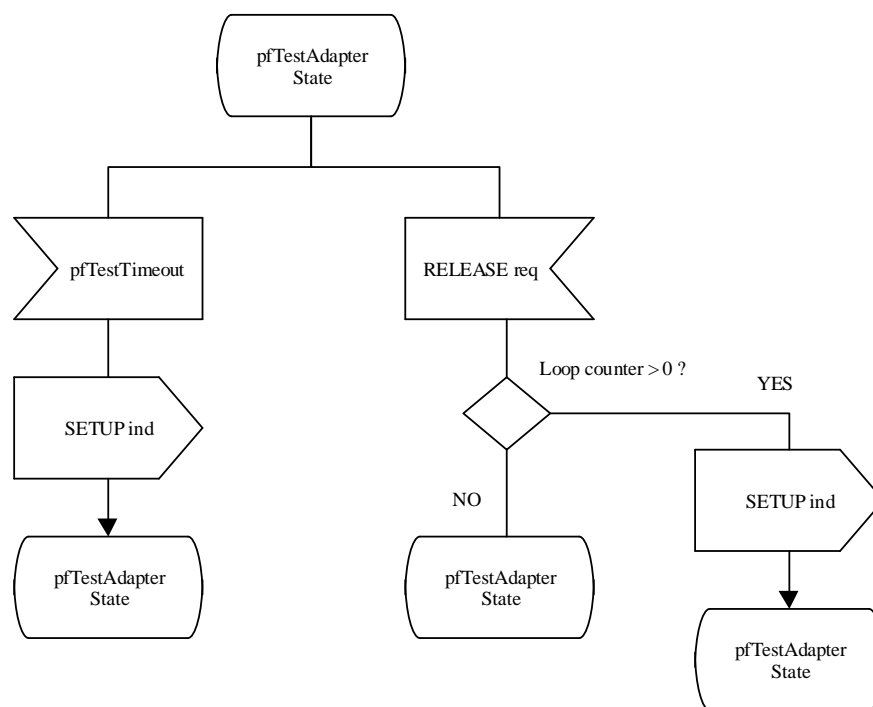 pfTestAdapter
State
pfTestTimeout
RELEASE req
Loop counter > 0 ?
YES
SETUP ind
NO
SETUP ind
pfTestAdapter
State
pfTestAdapter
State
pfTestAdapter
State